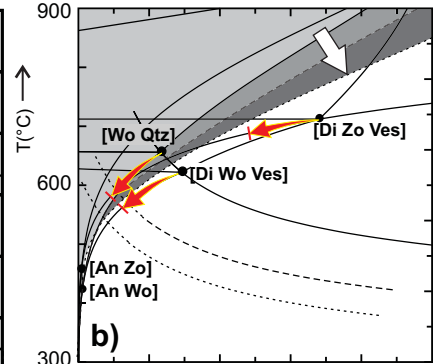 900
T(°C)
[Wo Qtz]
[Di Zo Ves]
600
[Di Wo Ves]
[An Zo]
[An Wo]
b)
300